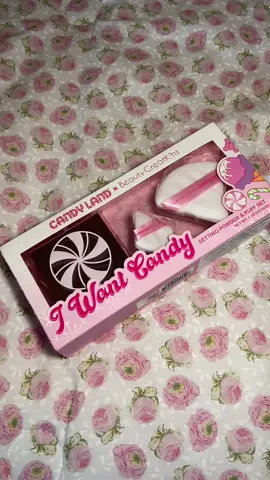 CANDY LAND x Beauty Creations
I Want Candy
SETTING POWDER & PUFF SET